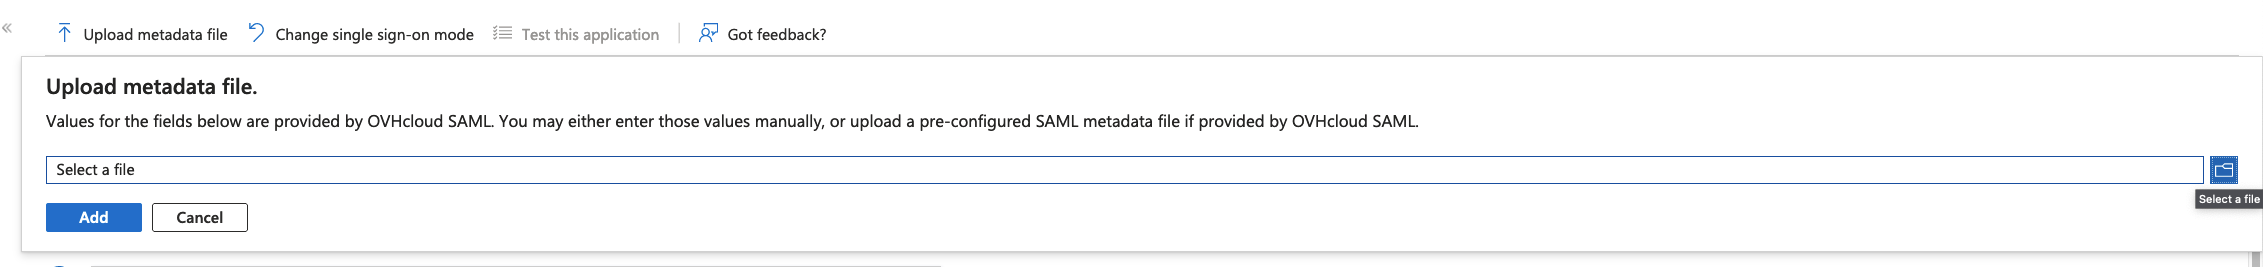 « Upload metadata file Change single sign-on mode Test this application Got feedback?
Upload metadata file.
Values for the fields below are provided by OVHcloud SAML. You may either enter those values manually, or upload a pre-configured SAML metadata file if provided by OVHcloud SAML.
Select a file
Select a file
Add Cancel